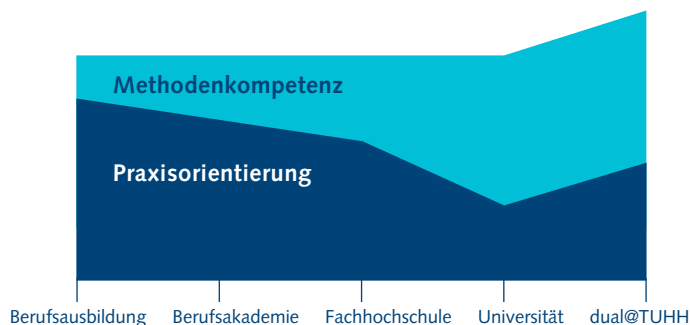 Methodenkompetenz
Praxisorientierung
Berufsausbildung Berufsakademie Fachhochschule Universität dual@TUHH